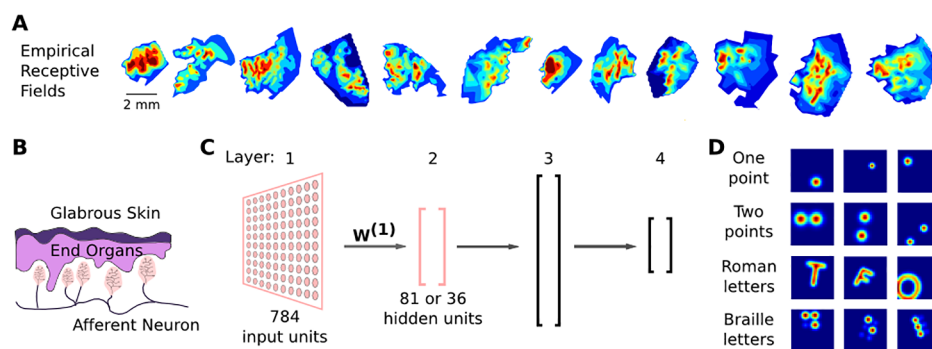 A
Empirical
Receptive
Fields
2 mm
B
Glabrous Skin
End Organs
Afferent Neuron
C
Layer: 1 2 3 4
W(1)
784
input units
81 or 36
hidden units
D
One
point
Two
points
Roman
letters
T F O
Braille
letters